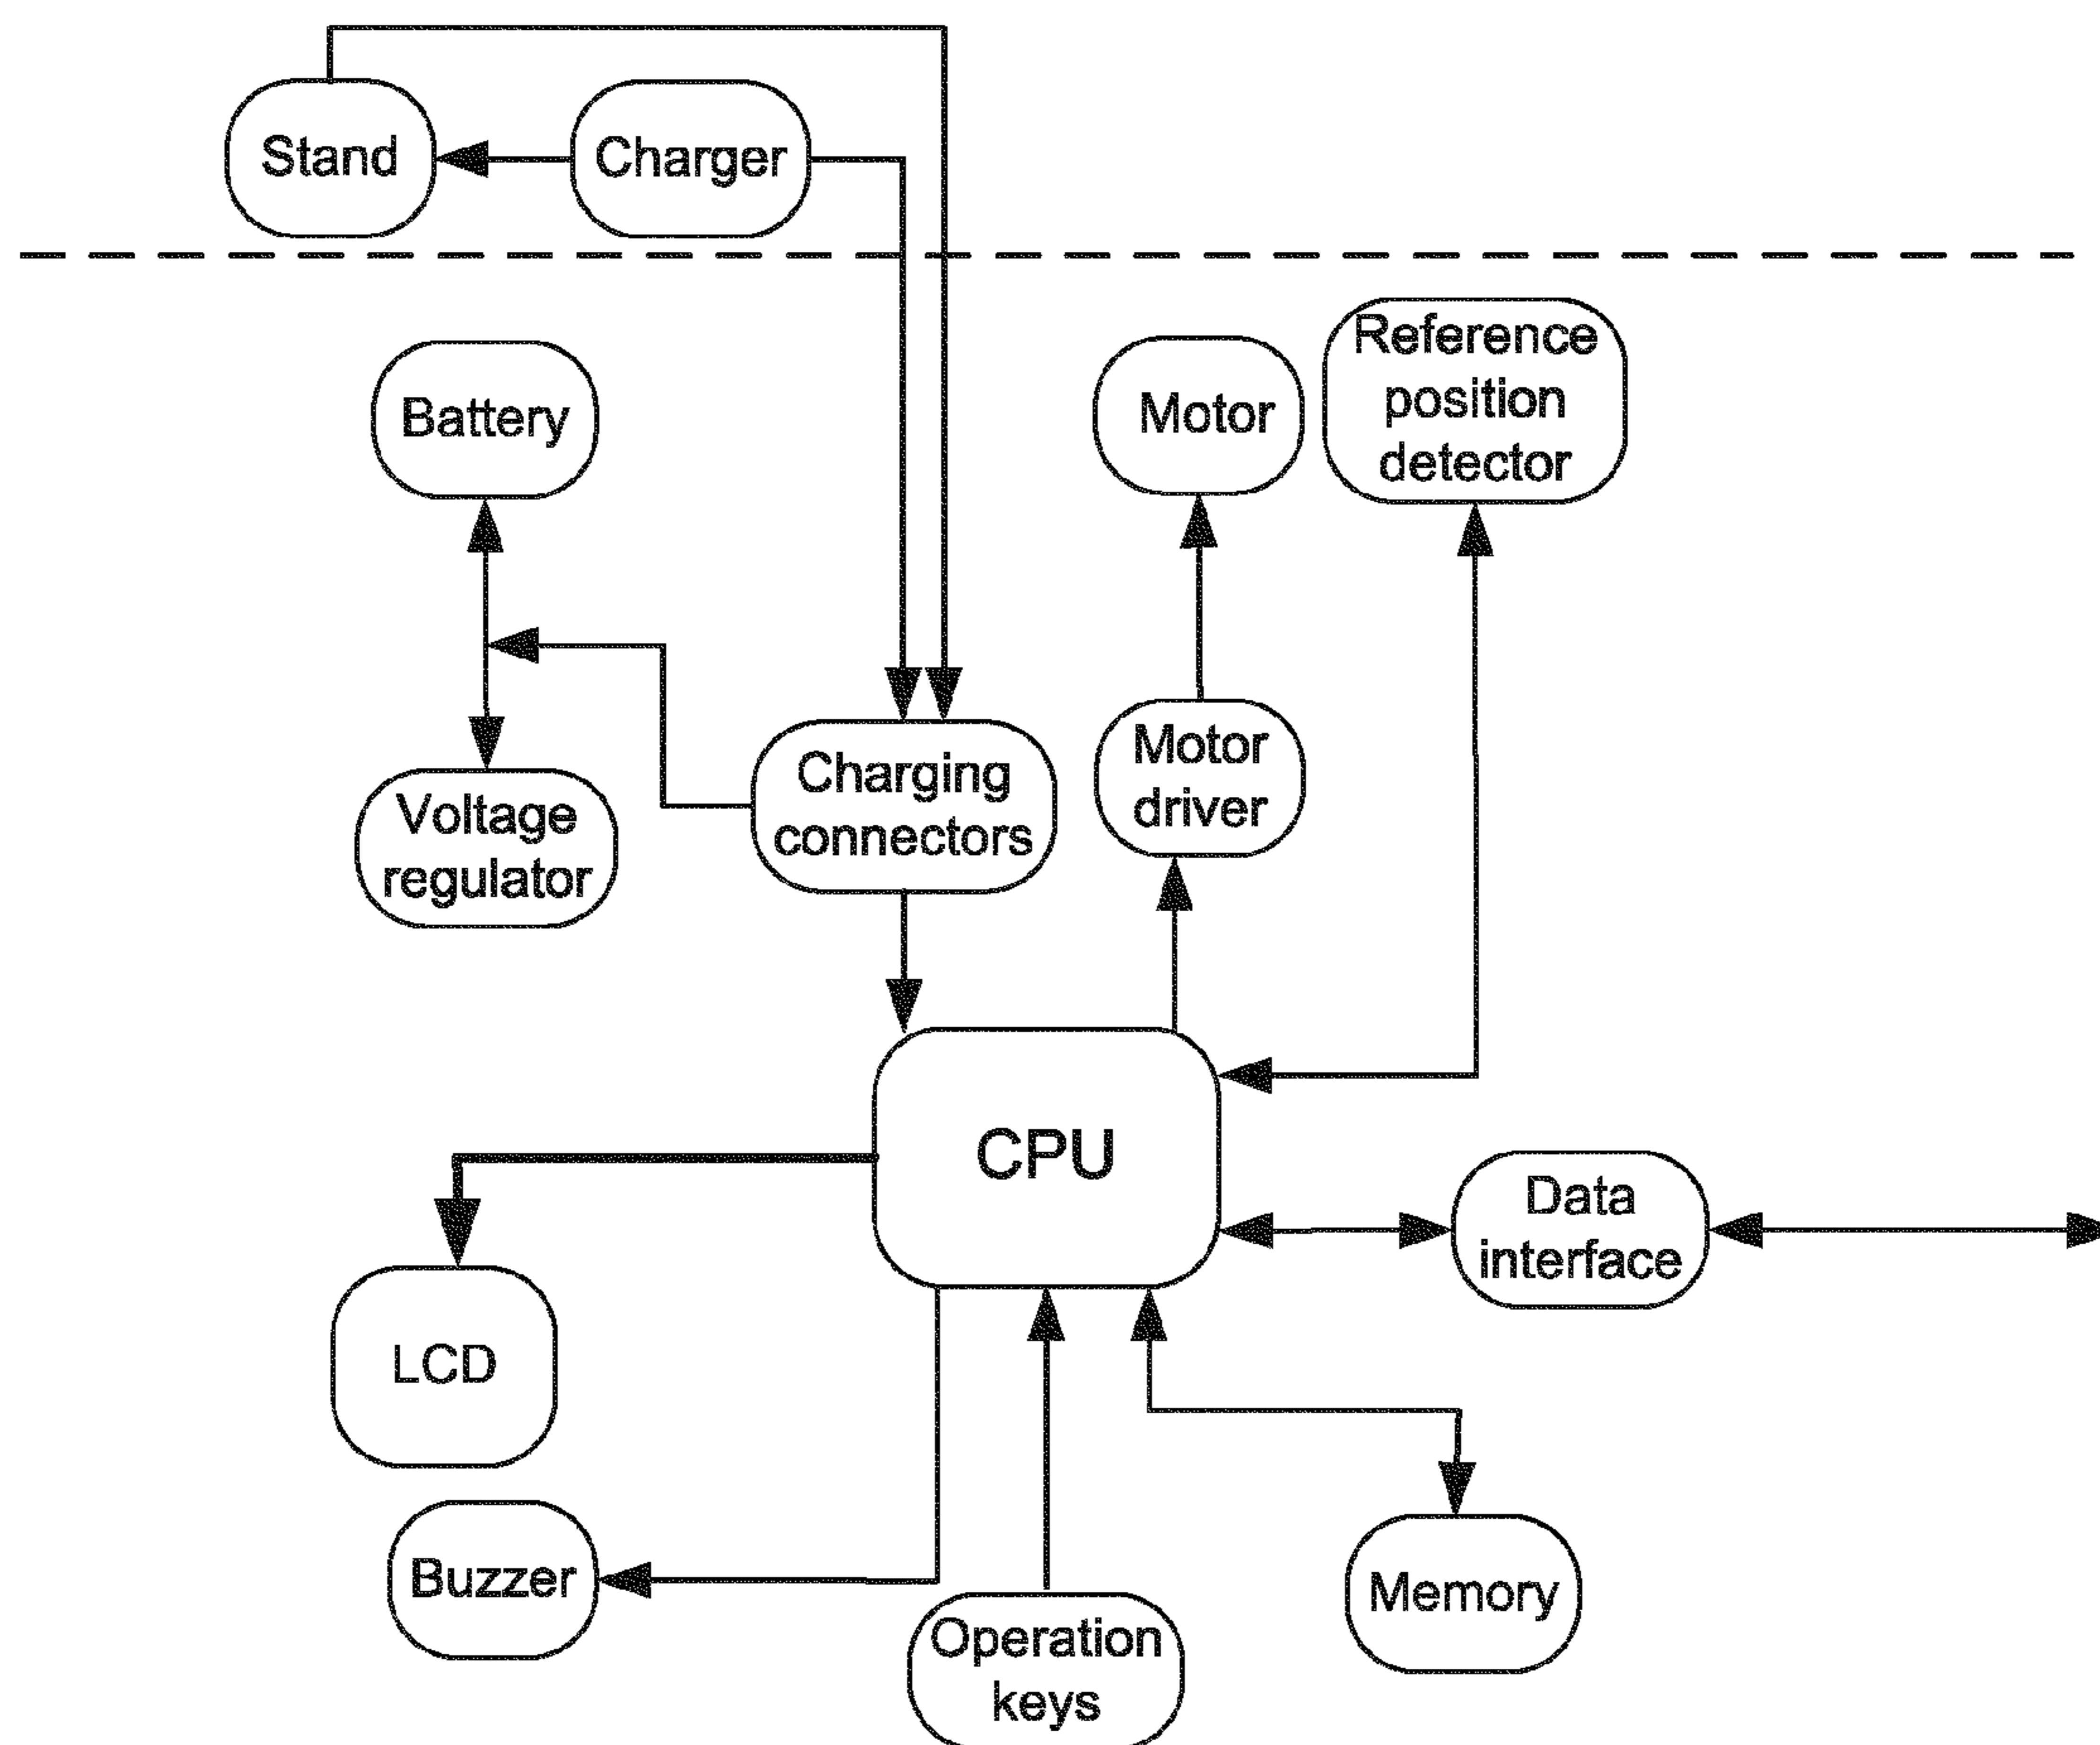 Stand
Charger
Battery
Motor
Reference
position
detector
Voltage
regulator
Charging
connectors
Motor
driver
CPU
Data
interface
LCD
Buzzer
Operation
keys
Memory